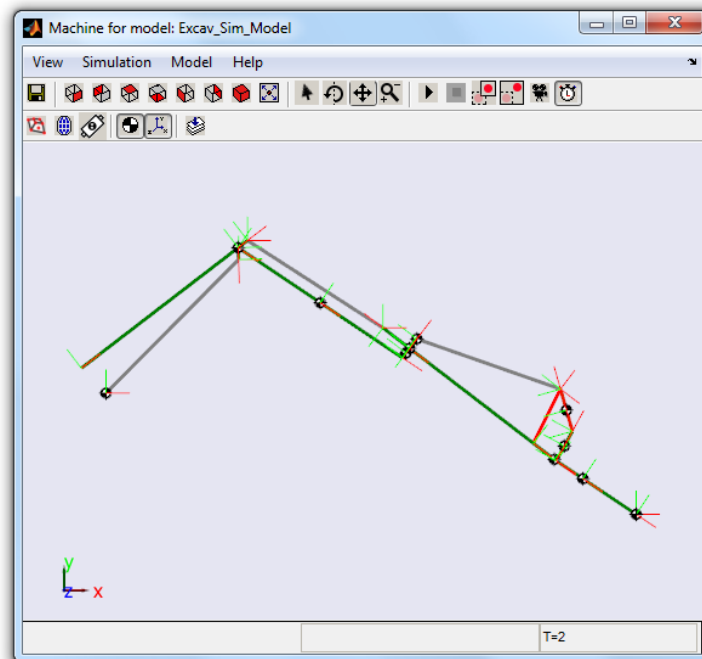 Machine for model: Excav_Sim_Model
View Simulation Model Help
y
z x
T=2